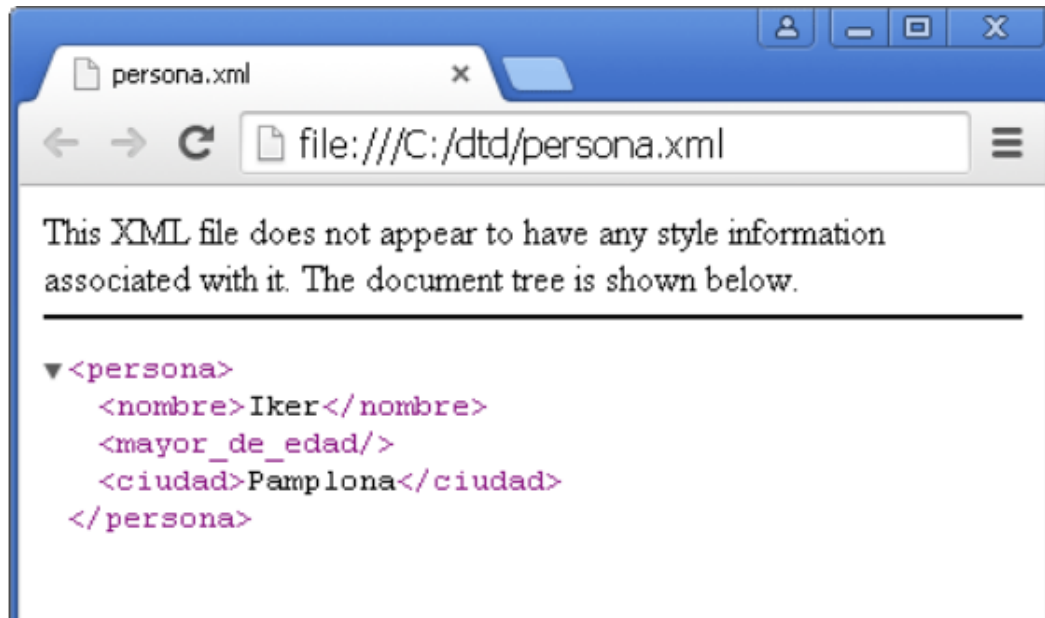 persona.xml
file:///C:/dtd/persona.xml
This XML file does not appear to have any style information
associated with it. The document tree is shown below.
▼<persona>
<nombre>Iker</nombre>
<mayor_de_edad/>
<ciudad>Pamplona</ciudad>
</persona>